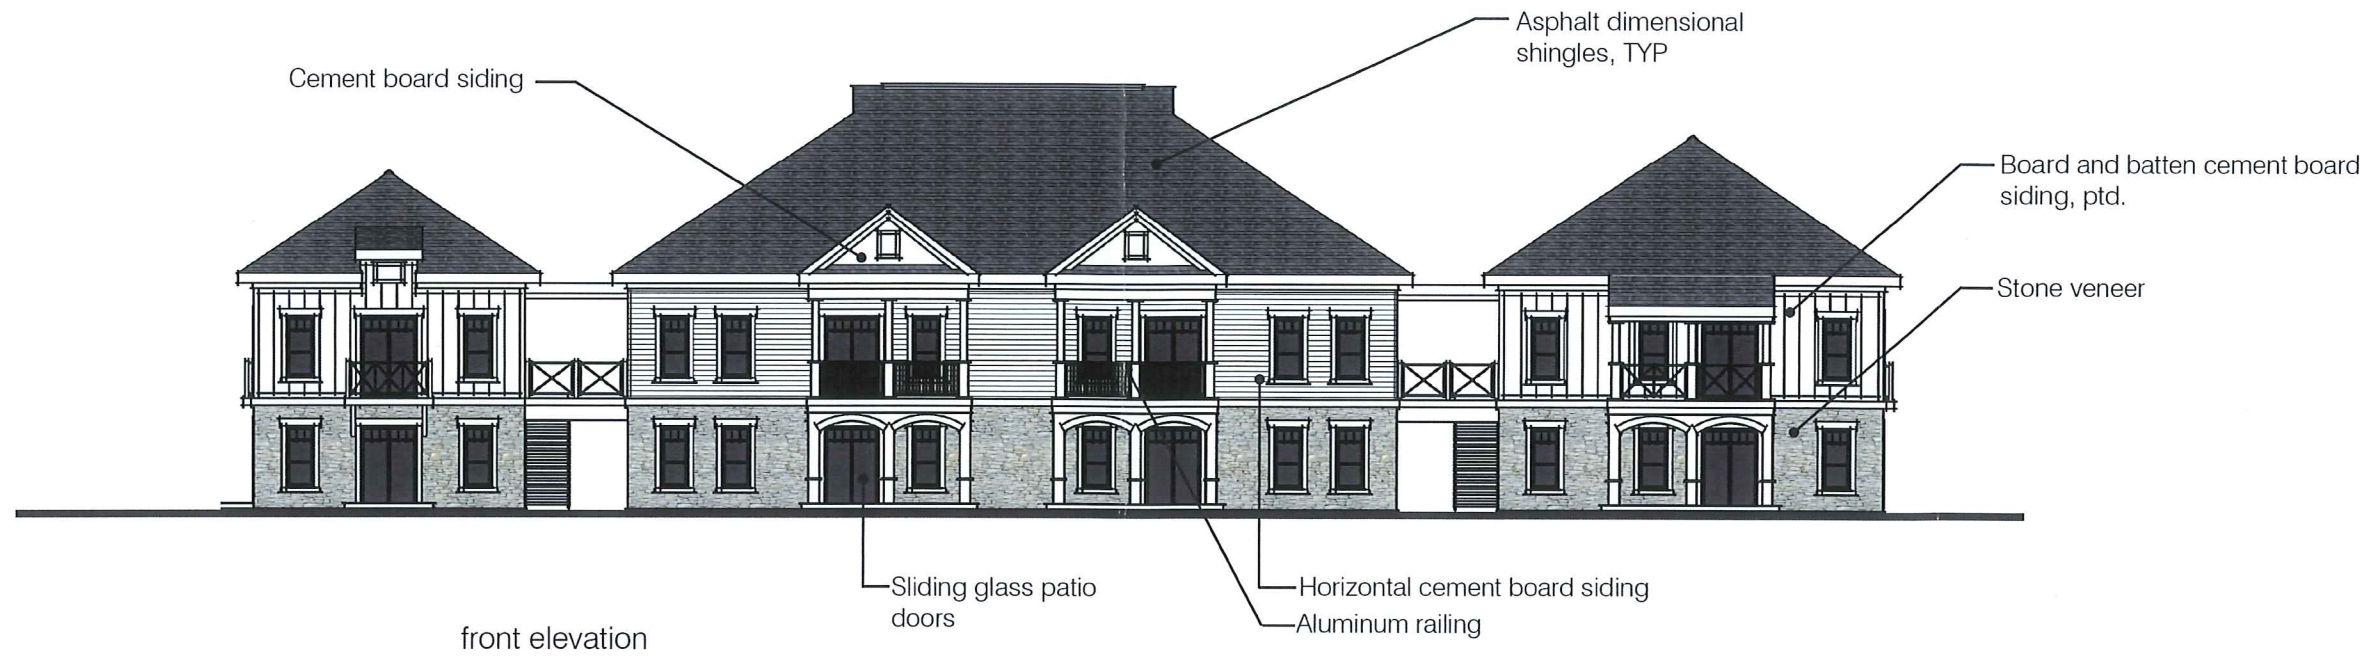 Asphalt dimensional
shingles, TYP
Cement board siding
Board and batten cement board
siding, ptd.
Stone veneer
Sliding glass patio
doors
Horizontal cement board siding
Aluminum railing
front elevation